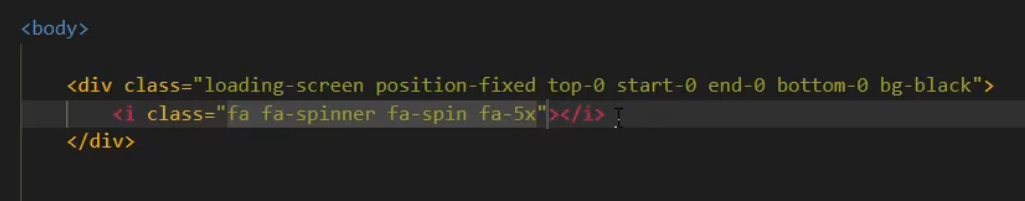 <body>
<div class="loading-screen position-fixed top-0 start-0 end-0 bottom-0 bg-black">
<i class="fa fa-spinner fa-spin fa-5x"></i>
</div>